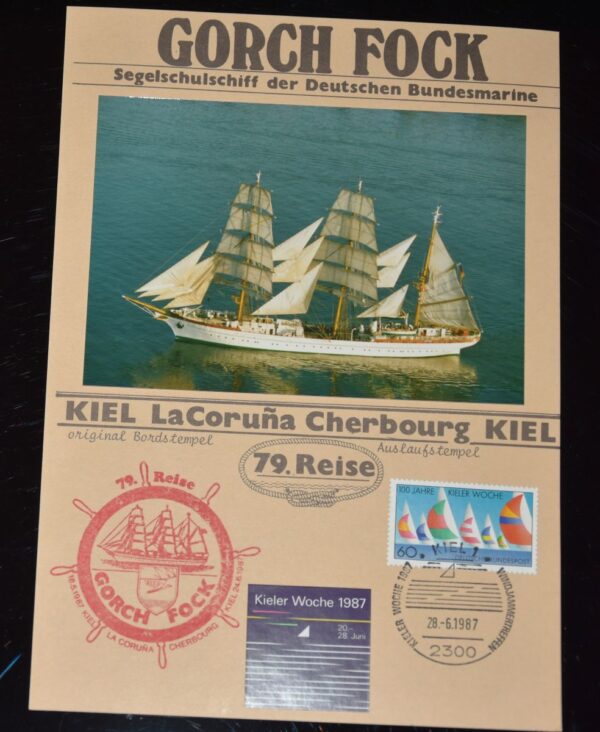 GORCH FOCK
Segelschulschiff der Deutschen Bundesmarine
KIEL LaCoruña Cherbourg KIEL
original Bordstempel
Auslaufstempel
79. Reise
79. Reise
GORCH FOCK
KIEL
LA CORUÑA
CHERBOURG
KIEL
Kieler Woche 1987
20.–
28. Juni
100 JAHRE KIELER WOCHE
60
BUNDESPOST
KIEL 1
KIELER WOCHE 1987
WINDJAMMERTREFFEN
28.-6.1987
2300